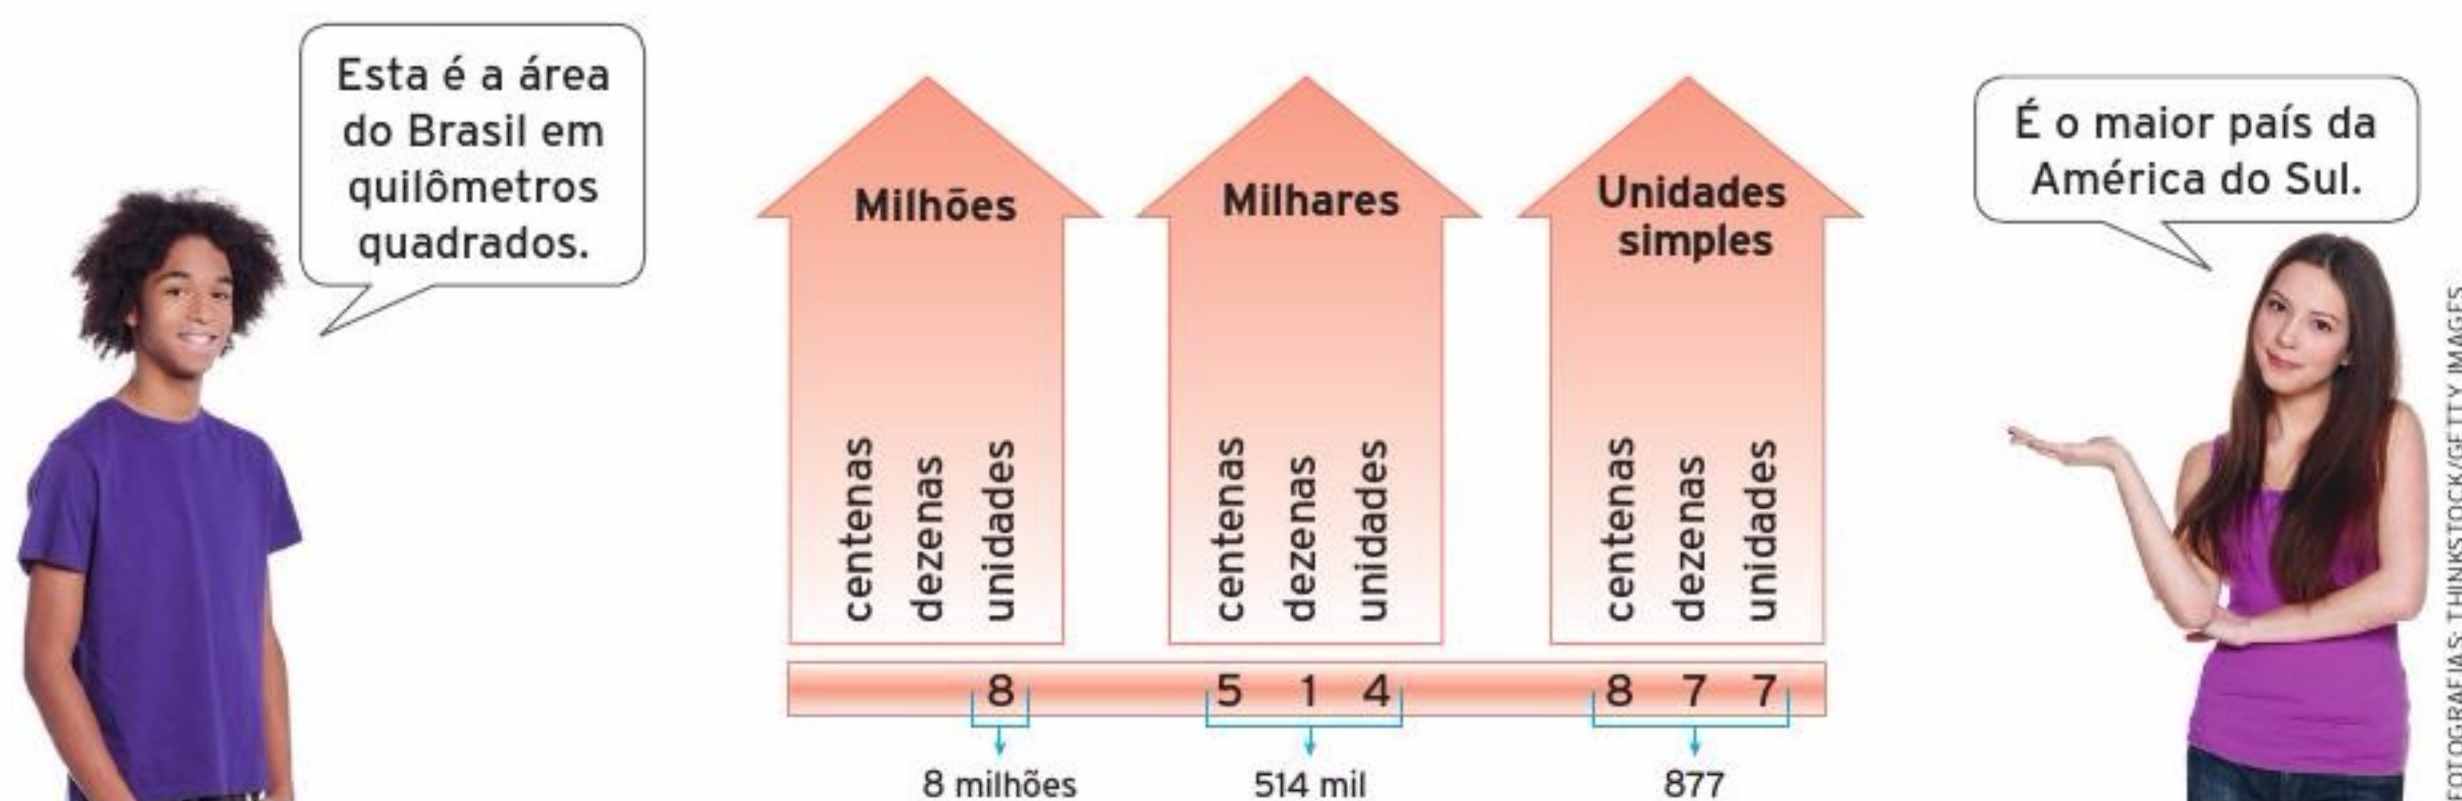 Esta é a área
do Brasil em
quilômetros
quadrados.
Milhões
Milhares
Unidades
simples
É o maior país da
América do Sul.
centenas
dezenas
unidades
centenas
dezenas
unidades
centenas
dezenas
unidades
8 5 1 4 8 7 7
8 milhões 514 mil 877
FOTOGRAFIAS: THINKSTOCK/GETTY IMAGES